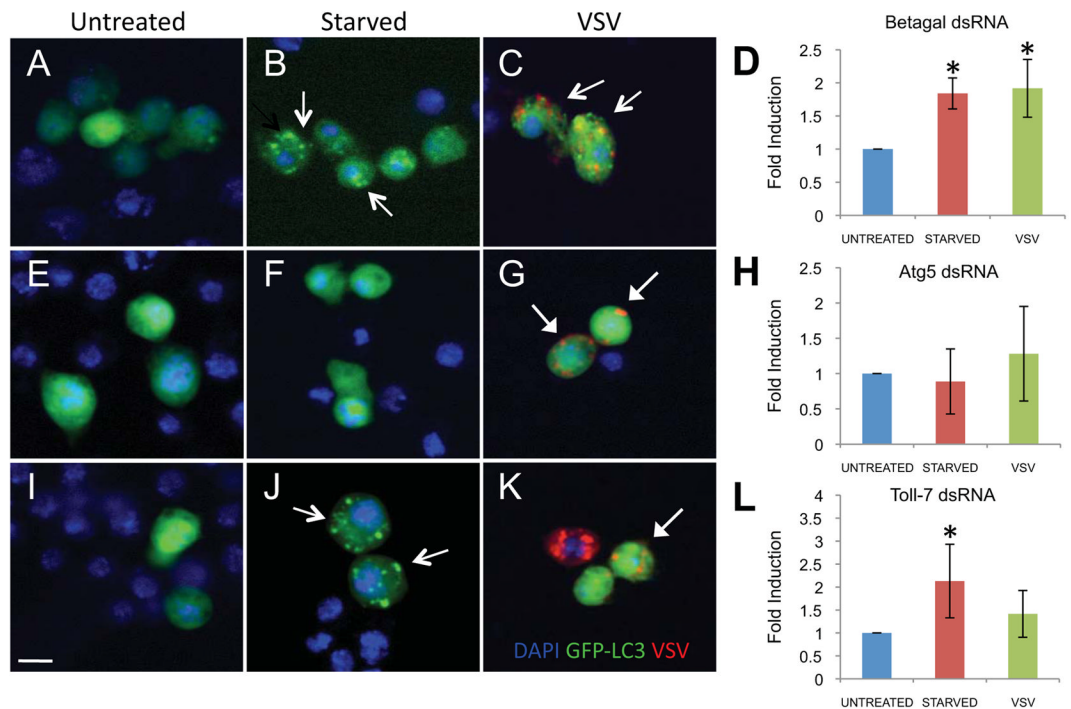 Untreated
Starved
VSV
A
B
C
D
Betagal dsRNA
Fold Induction
2.5
2
1.5
1
0.5
0
*
*
UNTREATED
STARVED
VSV
E
F
G
H
Atg5 dsRNA
Fold Induction
2.5
2
1.5
1
0.5
0
UNTREATED
STARVED
VSV
I
J
K
DAPI GFP-LC3 VSV
L
Toll-7 dsRNA
Fold Induction
4
3.5
3
2.5
2
1.5
1
0.5
0
*
UNTREATED
STARVED
VSV